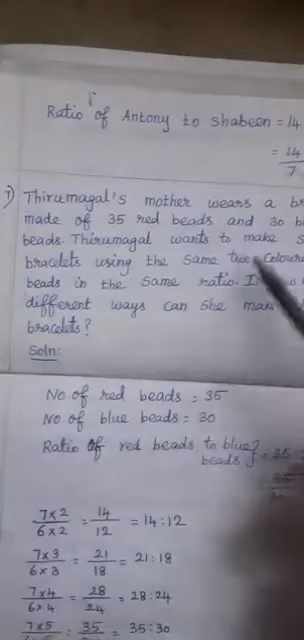 Ratio of Antony to Shabeen = 14
= 14/7
7) Thirumagal's mother wears a
made of 35 red beads and 30
beads. Thirumagal wants to make
bracelets using the same two
beads in the same ratio.
different ways can she
bracelets?
Soln:
No of red beads = 35
No of blue beads = 30
Ratio of red beads to blue
beads
7×2/6×2 = 14/12 = 14:12
7×3/6×3 = 21/18 = 21:18
7×4/6×4 = 28/24 = 28:24
7×5 = 35 = 35:30